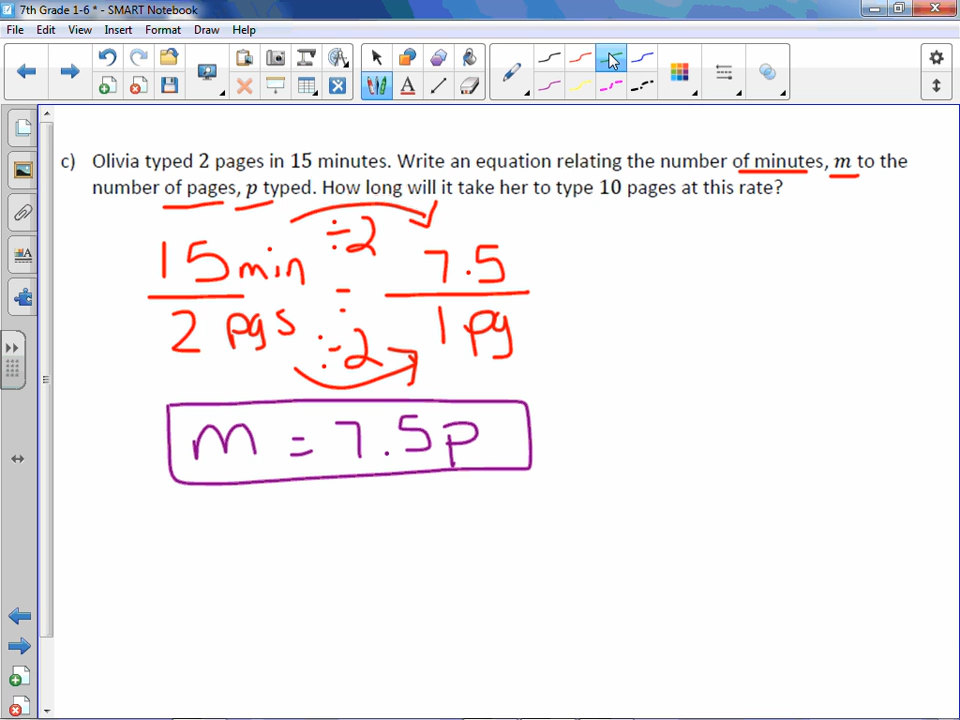 7th Grade 1-6 * - SMART Notebook
File Edit View Insert Format Draw Help
c) Olivia typed 2 pages in 15 minutes. Write an equation relating the number of minutes, m to the
number of pages, p typed. How long will it take her to type 10 pages at this rate?
÷2
15 min = 7.5
2 pgs 1 pg
÷2
m = 7.5p